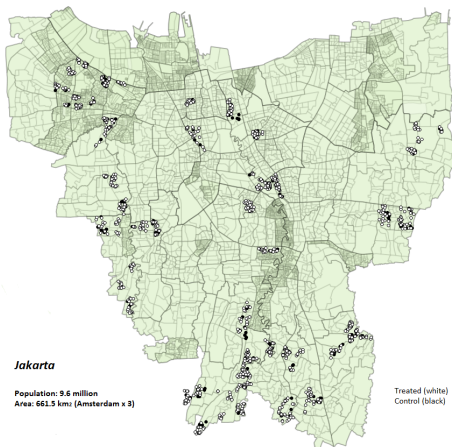 Jakarta
Population: 9.6 million
Area: 661.5 km2 (Amsterdam x 3)
Treated (white)
Control (black)